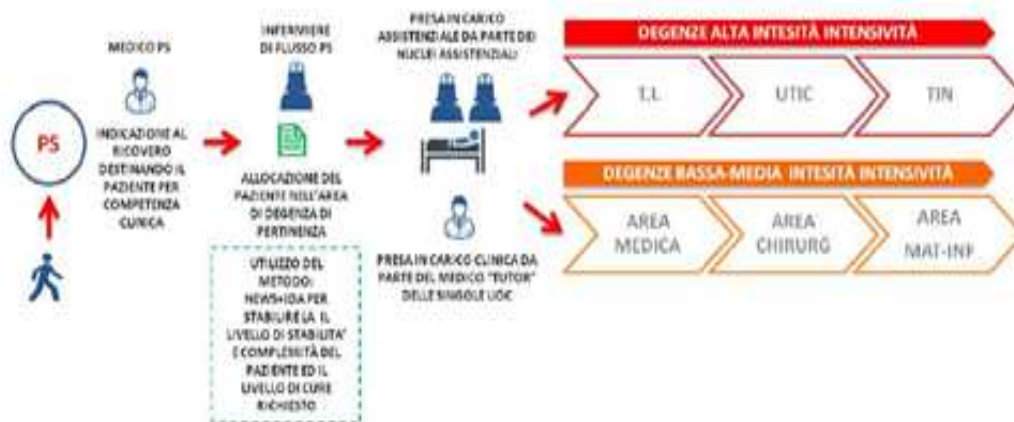 MEDICO PS
PS
INDICAZIONE AL
RICOVERO
DESTINANDO IL
PAZIENTE PER
COMPETENZA
CLINICA
INFERMIERE
DI FLUSSO PS
ALLOCAZIONE DEL
PAZIENTE NELL'AREA
DI DEGENZA DI
PERTINENZA
UTILIZZO DEL
METODO:
NEWS+IDA PER
STABILIRE LA IL
LIVELLO DI STABILITA'
E COMPLESSITÀ DEL
PAZIENTE ED IL
LIVELLO DI CURE
RICHIESTO
PRESA IN CARICO
ASSISTENZIALE DA PARTE DEI
NUCLEI ASSISTENZIALI
PRESA IN CARICO CLINICA DA
PARTE DEL MEDICO "TUTOR"
DELLE SINGOLE UOC
DEGENZE ALTA INTESITÀ INTENSIVITÀ
T.I.
UTIC
TIN
DEGENZE BASSA-MEDIA INTESITÀ INTENSIVITÀ
AREA
MEDICA
AREA
CHIRURG
AREA
MAT-INF